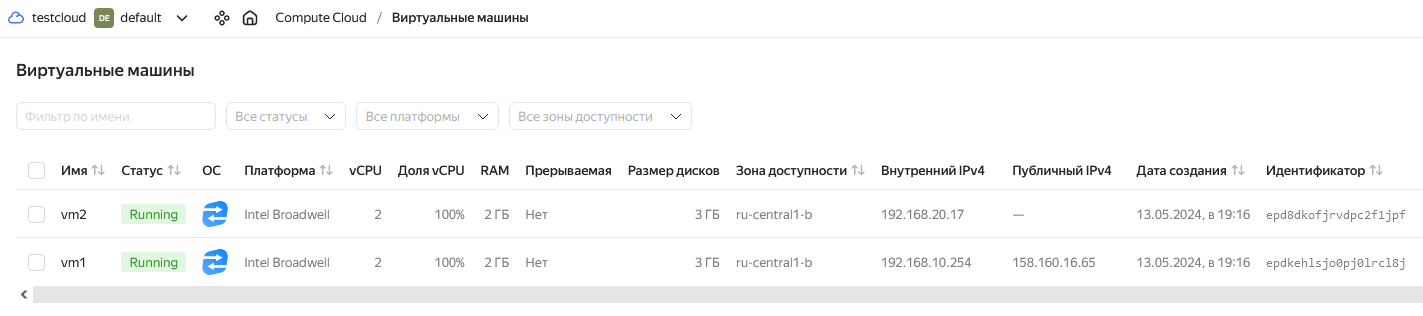 testcloud DE default Compute Cloud / Виртуальные машины
Виртуальные машины
Фильтр по имени Все статусы Все платформы Все зоны доступности
Имя Статус ОС Платформа vCPU Доля vCPU RAM Прерываемая Размер дисков Зона доступности Внутренний IPv4 Публичный IPv4 Дата создания Идентификатор
vm2 Running Intel Broadwell 2 100% 2 ГБ Нет 3 ГБ ru-central1-b 192.168.20.17 — 13.05.2024, в 19:16 epd8dkofjrvdpc2f1jpf
vm1 Running Intel Broadwell 2 100% 2 ГБ Нет 3 ГБ ru-central1-b 192.168.10.254 158.160.16.65 13.05.2024, в 19:16 epdkehlsjo0pj0lrcl8j